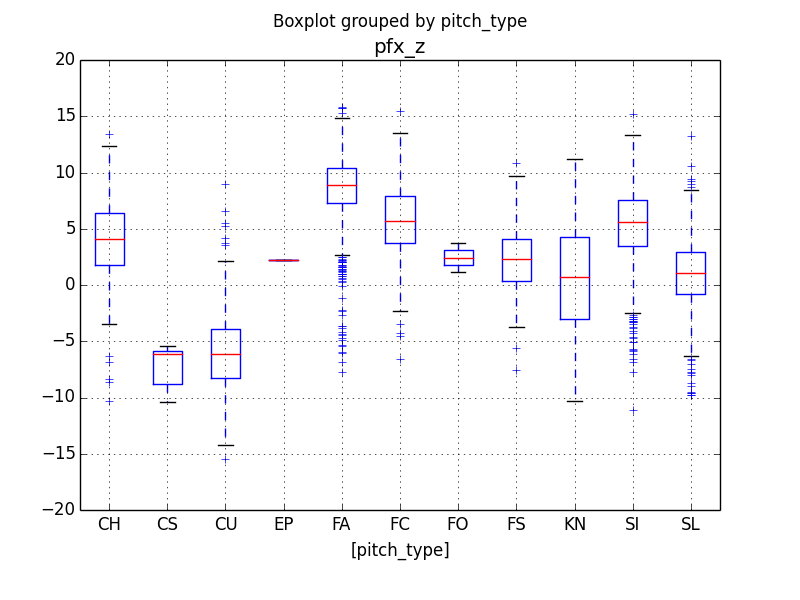 Boxplot grouped by pitch_type
pfx_z
20
15
10
5
0
−5
−10
−15
−20
CH CS CU EP FA FC FO FS KN SI SL
[pitch_type]